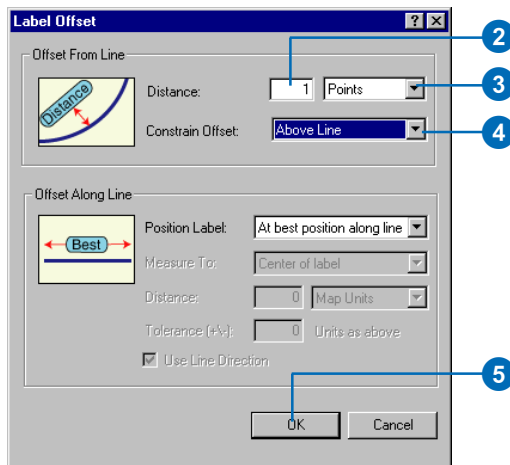 Label Offset
Offset From Line
Distance
Distance: 1 Points
Constrain Offset: Above Line
Offset Along Line
Best
Position Label: At best position along line
Measure To: Center of label
Distance: 0 Map Units
Tolerance (+\-): 0 Units as above
Use Line Direction
OK Cancel
2
3
4
5